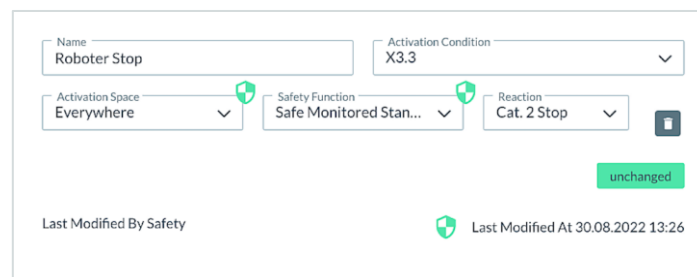 Name
Roboter Stop
Activation Condition
X3.3
Activation Space
Everywhere
Safety Function
Safe Monitored Stan...
Reaction
Cat. 2 Stop
unchanged
Last Modified By Safety
Last Modified At 30.08.2022 13:26